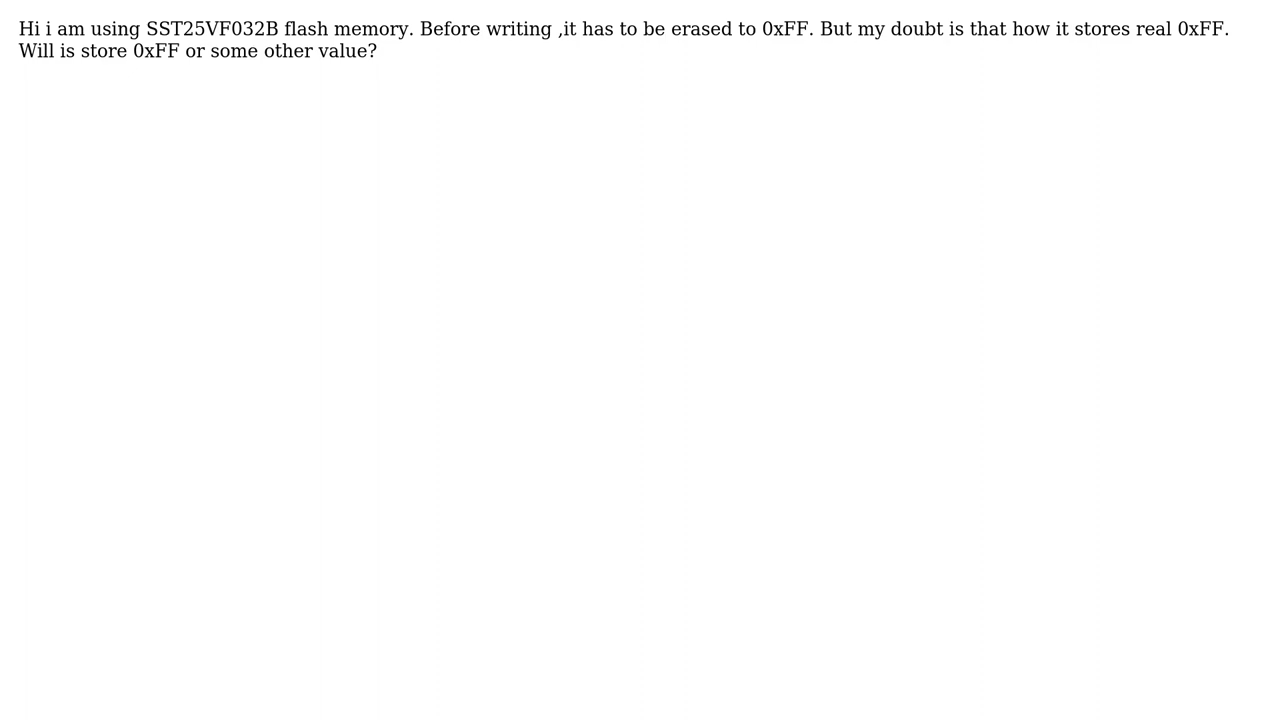 Hi i am using SST25VF032B flash memory. Before writing ,it has to be erased to 0xFF. But my doubt is that how it stores real 0xFF.
Will is store 0xFF or some other value?